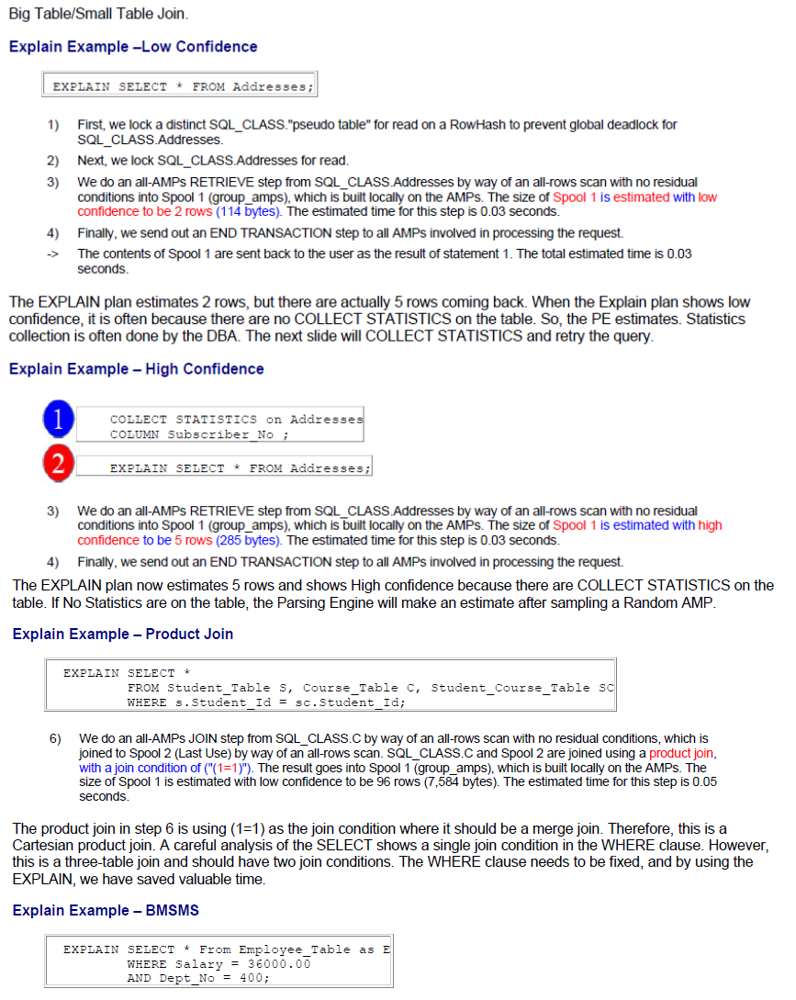 Big Table/Small Table Join.
Explain Example –Low Confidence
EXPLAIN SELECT * FROM Addresses;
1) First, we lock a distinct SQL_CLASS."pseudo table" for read on a RowHash to prevent global deadlock for
SQL_CLASS.Addresses.
2) Next, we lock SQL_CLASS.Addresses for read.
3) We do an all-AMPs RETRIEVE step from SQL_CLASS.Addresses by way of an all-rows scan with no residual
conditions into Spool 1 (group_amps), which is built locally on the AMPs. The size of Spool 1 is estimated with low
confidence to be 2 rows (114 bytes). The estimated time for this step is 0.03 seconds.
4) Finally, we send out an END TRANSACTION step to all AMPs involved in processing the request.
-> The contents of Spool 1 are sent back to the user as the result of statement 1. The total estimated time is 0.03
seconds.
The EXPLAIN plan estimates 2 rows, but there are actually 5 rows coming back. When the Explain plan shows low
confidence, it is often because there are no COLLECT STATISTICS on the table. So, the PE estimates. Statistics
collection is often done by the DBA. The next slide will COLLECT STATISTICS and retry the query.
Explain Example – High Confidence
1
COLLECT STATISTICS on Addresses
COLUMN Subscriber_No ;
2
EXPLAIN SELECT * FROM Addresses;
3) We do an all-AMPs RETRIEVE step from SQL_CLASS.Addresses by way of an all-rows scan with no residual
conditions into Spool 1 (group_amps), which is built locally on the AMPs. The size of Spool 1 is estimated with high
confidence to be 5 rows (285 bytes). The estimated time for this step is 0.03 seconds.
4) Finally, we send out an END TRANSACTION step to all AMPs involved in processing the request.
The EXPLAIN plan now estimates 5 rows and shows High confidence because there are COLLECT STATISTICS on the
table. If No Statistics are on the table, the Parsing Engine will make an estimate after sampling a Random AMP.
Explain Example – Product Join
EXPLAIN SELECT *
FROM Student_Table S, Course_Table C, Student_Course_Table SC
WHERE s.Student_Id = sc.Student_Id;
6) We do an all-AMPs JOIN step from SQL_CLASS.C by way of an all-rows scan with no residual conditions, which is
joined to Spool 2 (Last Use) by way of an all-rows scan. SQL_CLASS.C and Spool 2 are joined using a product join,
with a join condition of ("(1=1)"). The result goes into Spool 1 (group_amps), which is built locally on the AMPs. The
size of Spool 1 is estimated with low confidence to be 96 rows (7,584 bytes). The estimated time for this step is 0.05
seconds.
The product join in step 6 is using (1=1) as the join condition where it should be a merge join. Therefore, this is a
Cartesian product join. A careful analysis of the SELECT shows a single join condition in the WHERE clause. However,
this is a three-table join and should have two join conditions. The WHERE clause needs to be fixed, and by using the
EXPLAIN, we have saved valuable time.
Explain Example – BMSMS
EXPLAIN SELECT * From Employee_Table as E
WHERE Salary = 36000.00
AND Dept_No = 400;